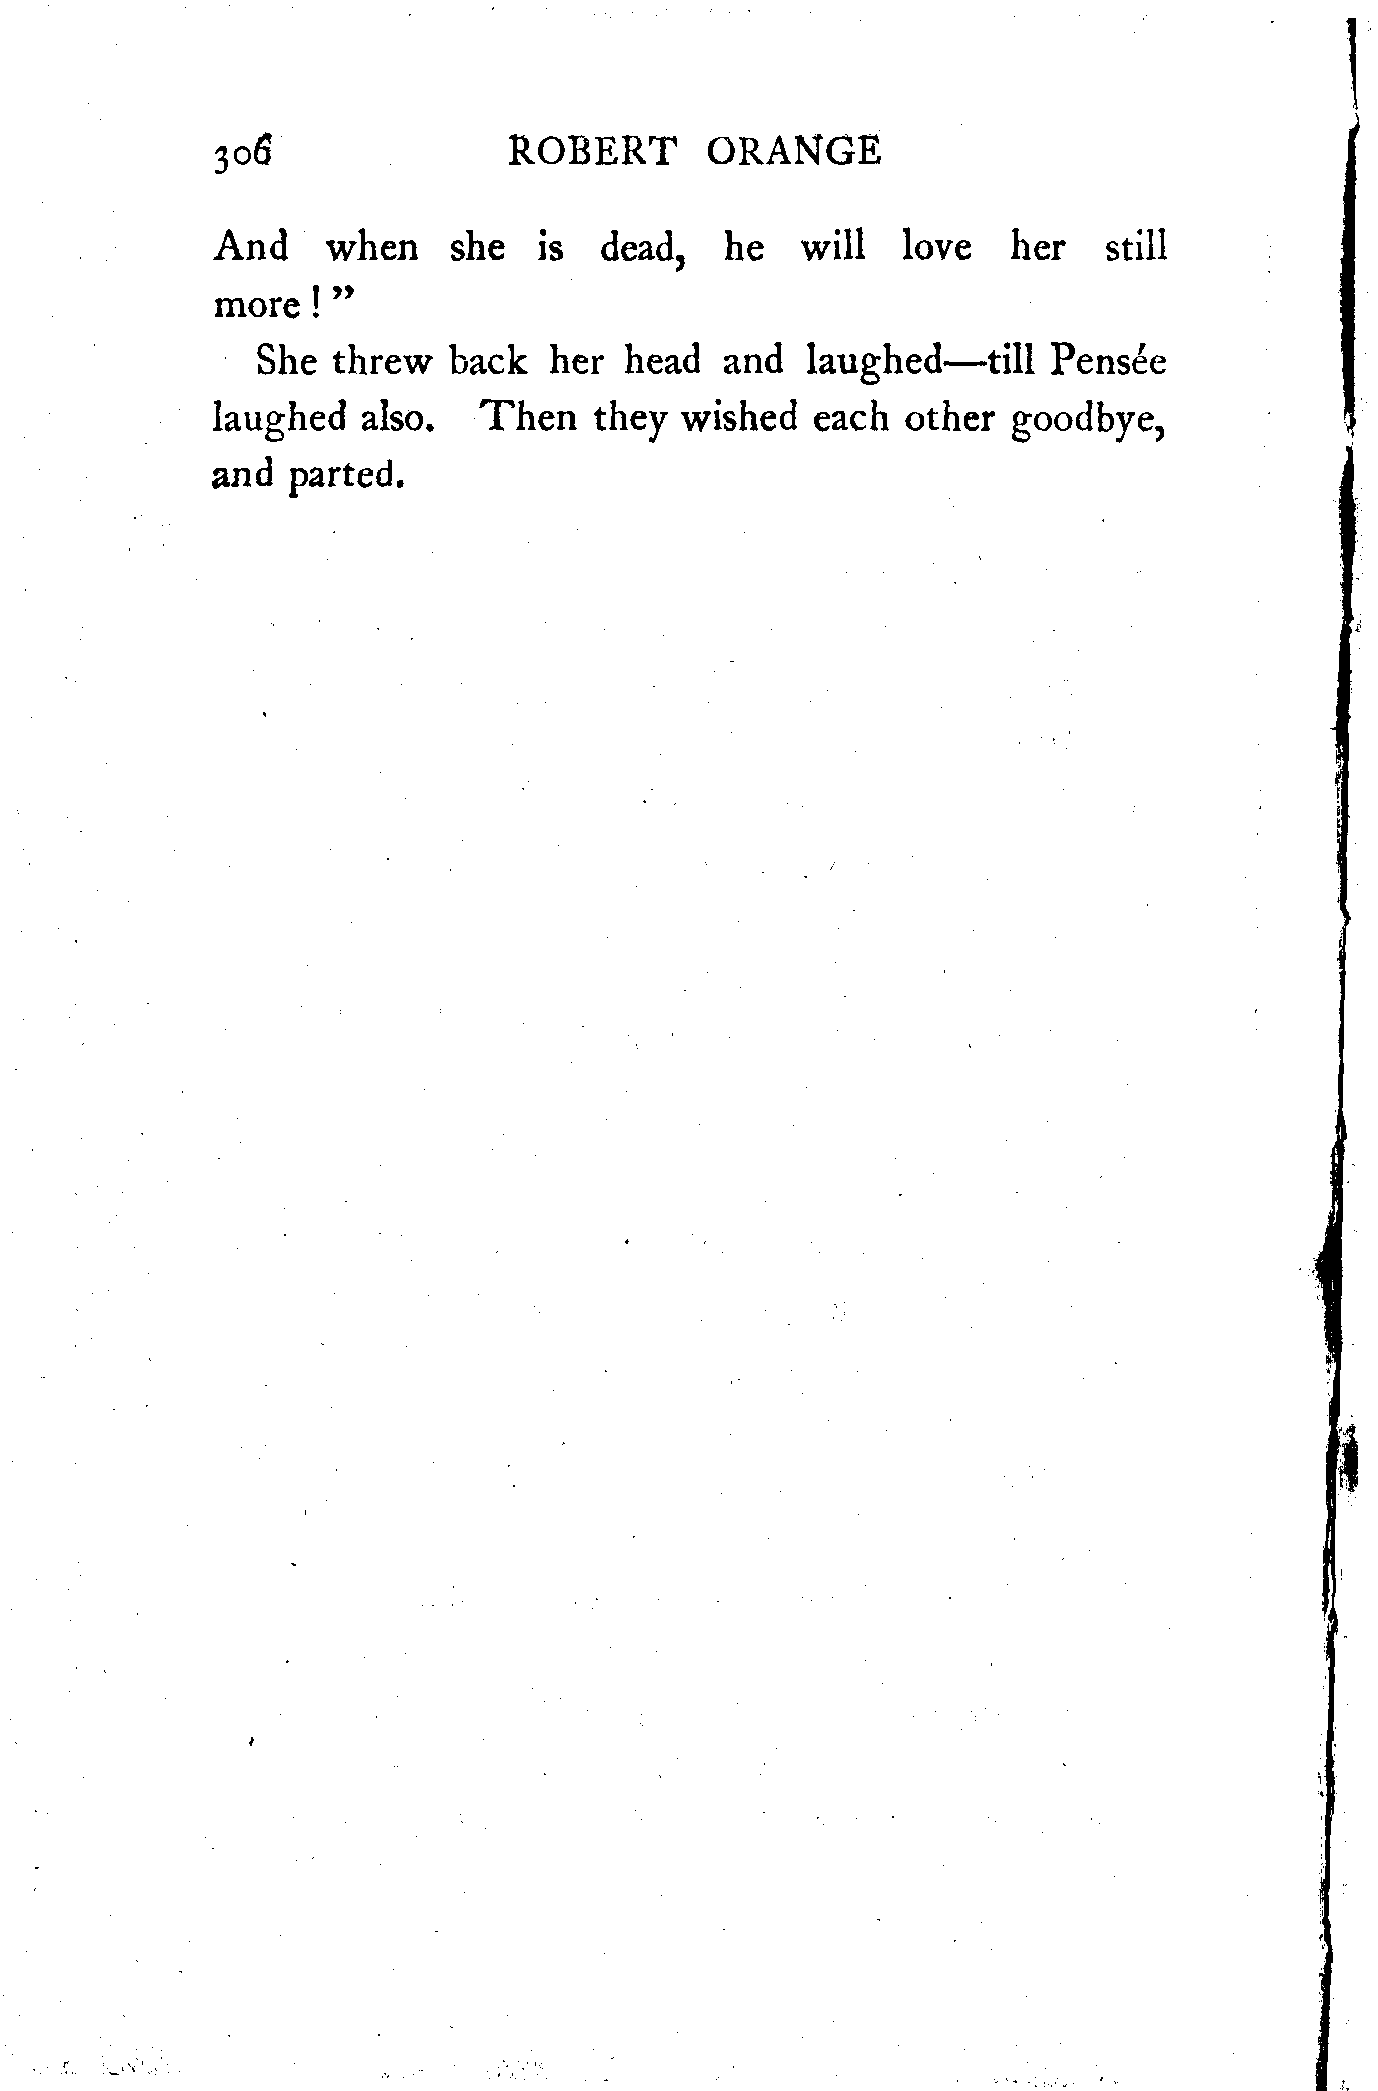 306 ROBERT ORANGE
And when she is dead, he will love her still
more ! ”
She threw back her head and laughed—till Pensée
laughed also. Then they wished each other goodbye,
and parted.